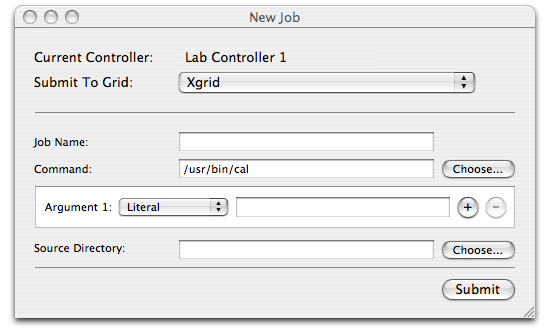 New Job
Current Controller: Lab Controller 1
Submit To Grid: Xgrid
Job Name:
Command: /usr/bin/cal Choose...
Argument 1: Literal + −
Source Directory: Choose...
Submit